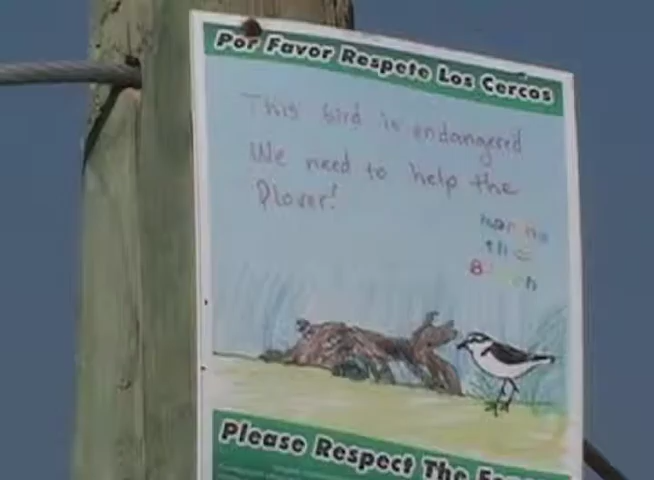 Por Favor Respete Los Cercos
This bird is endangered
We need to help the
Plover!
Please Respect The